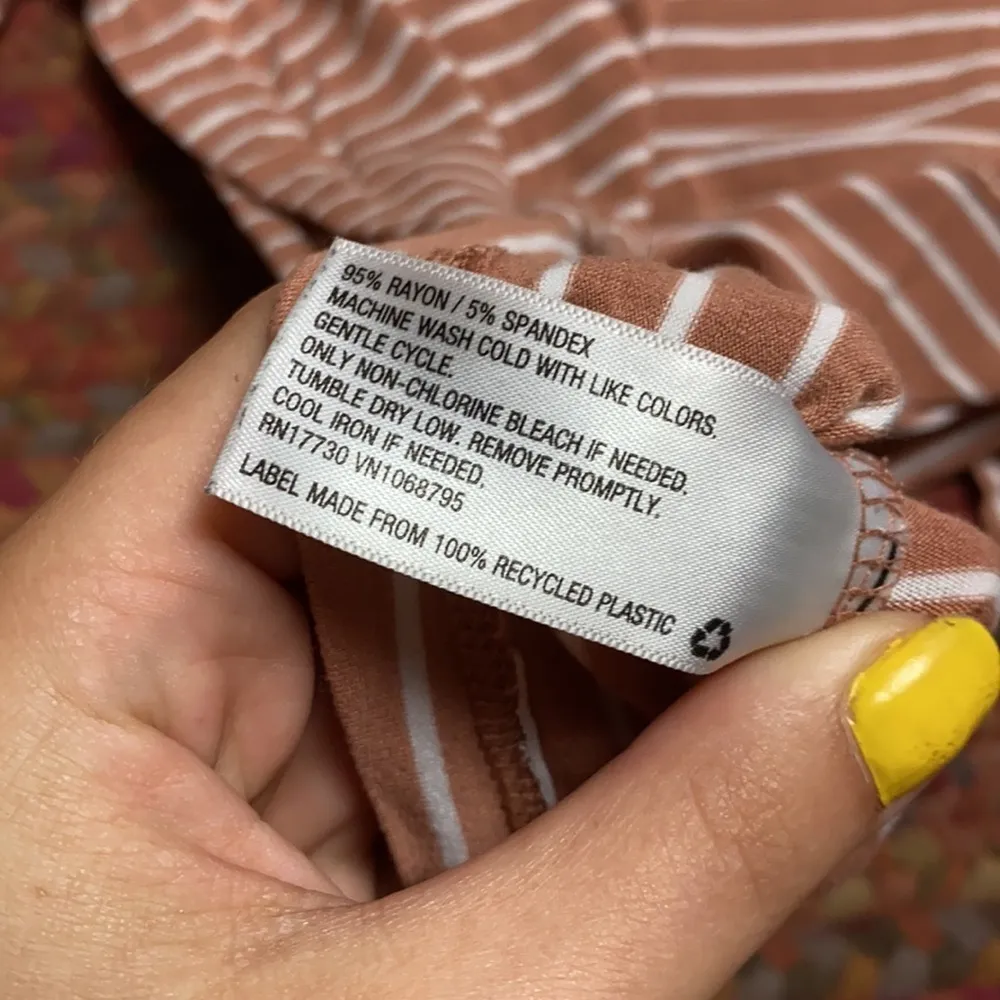 95% RAYON / 5% SPANDEX
MACHINE WASH COLD WITH LIKE COLORS.
GENTLE CYCLE.
ONLY NON-CHLORINE BLEACH IF NEEDED.
TUMBLE DRY LOW. REMOVE PROMPTLY.
COOL IRON IF NEEDED.
RN17730 VN1068795
LABEL MADE FROM 100% RECYCLED PLASTIC